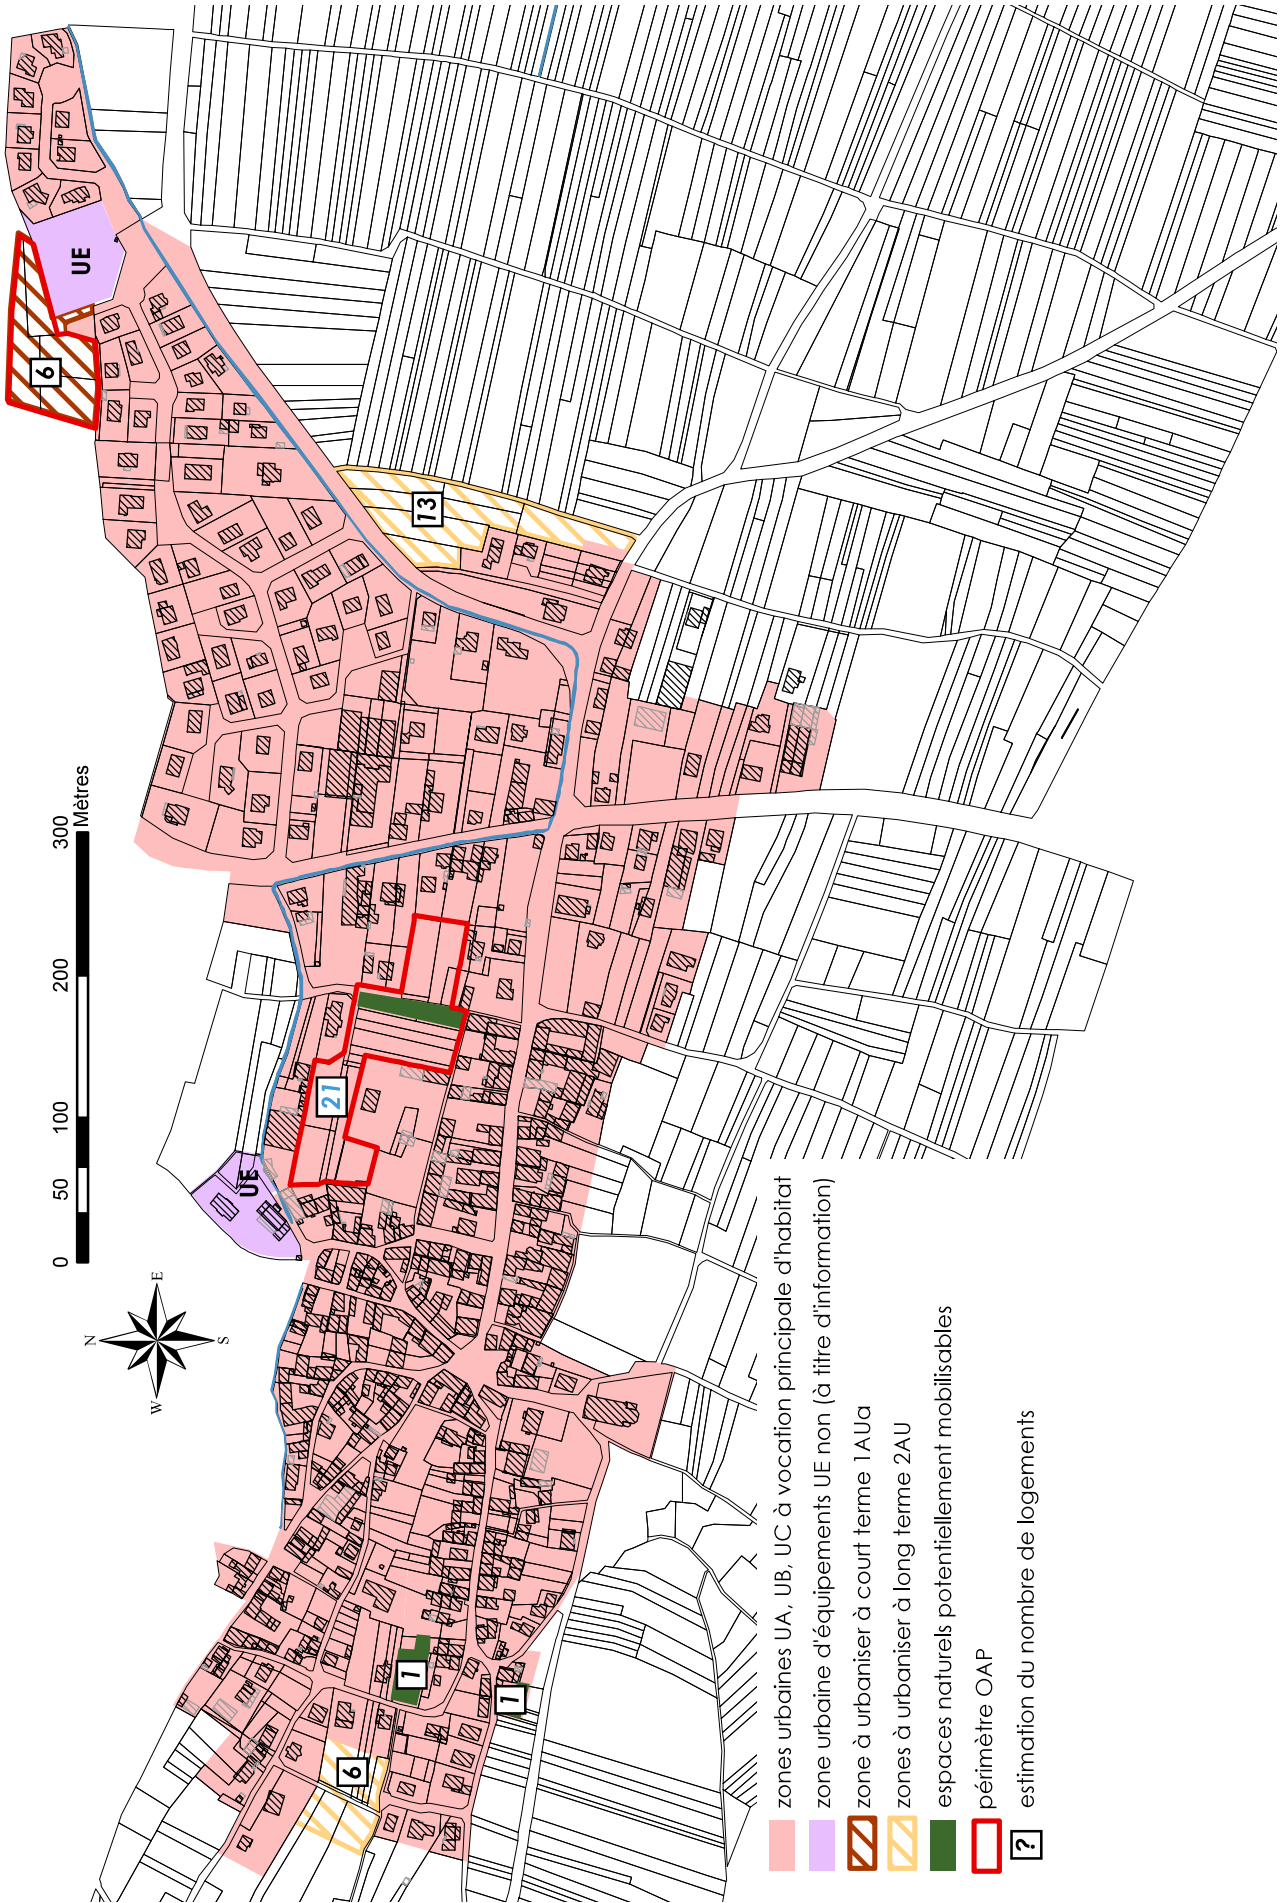 UE
6
13
300
Mètres
200
100
50
0
21
UE
N
E
S
W
1
1
6
zones urbaines UA, UB, UC à vocation principale d'habitat
zone urbaine d'équipements UE non (à titre d'information)
zone à urbaniser à court terme 1AUa
zones à urbaniser à long terme 2AU
espaces naturels potentiellement mobilisables
périmètre OAP
? estimation du nombre de logements